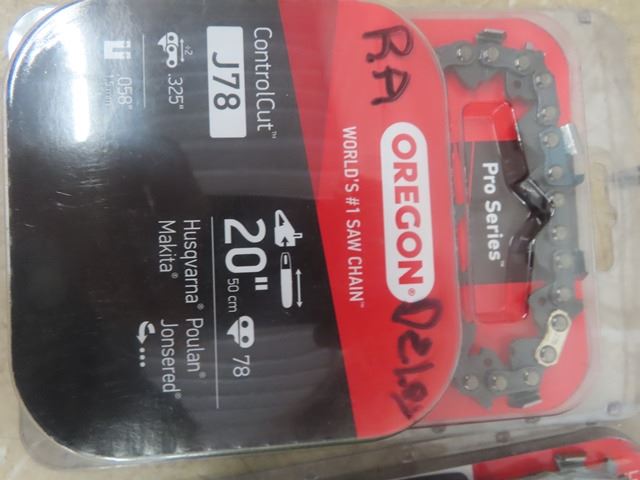 RA
OREGON®
WORLD'S #1 SAW CHAIN™
Pro Series™
ControlCut™
J78
÷2
.325"
.058"
1.5mm
20"
50 cm
78
Husqvarna® Poulan®
Makita® Jonsered®